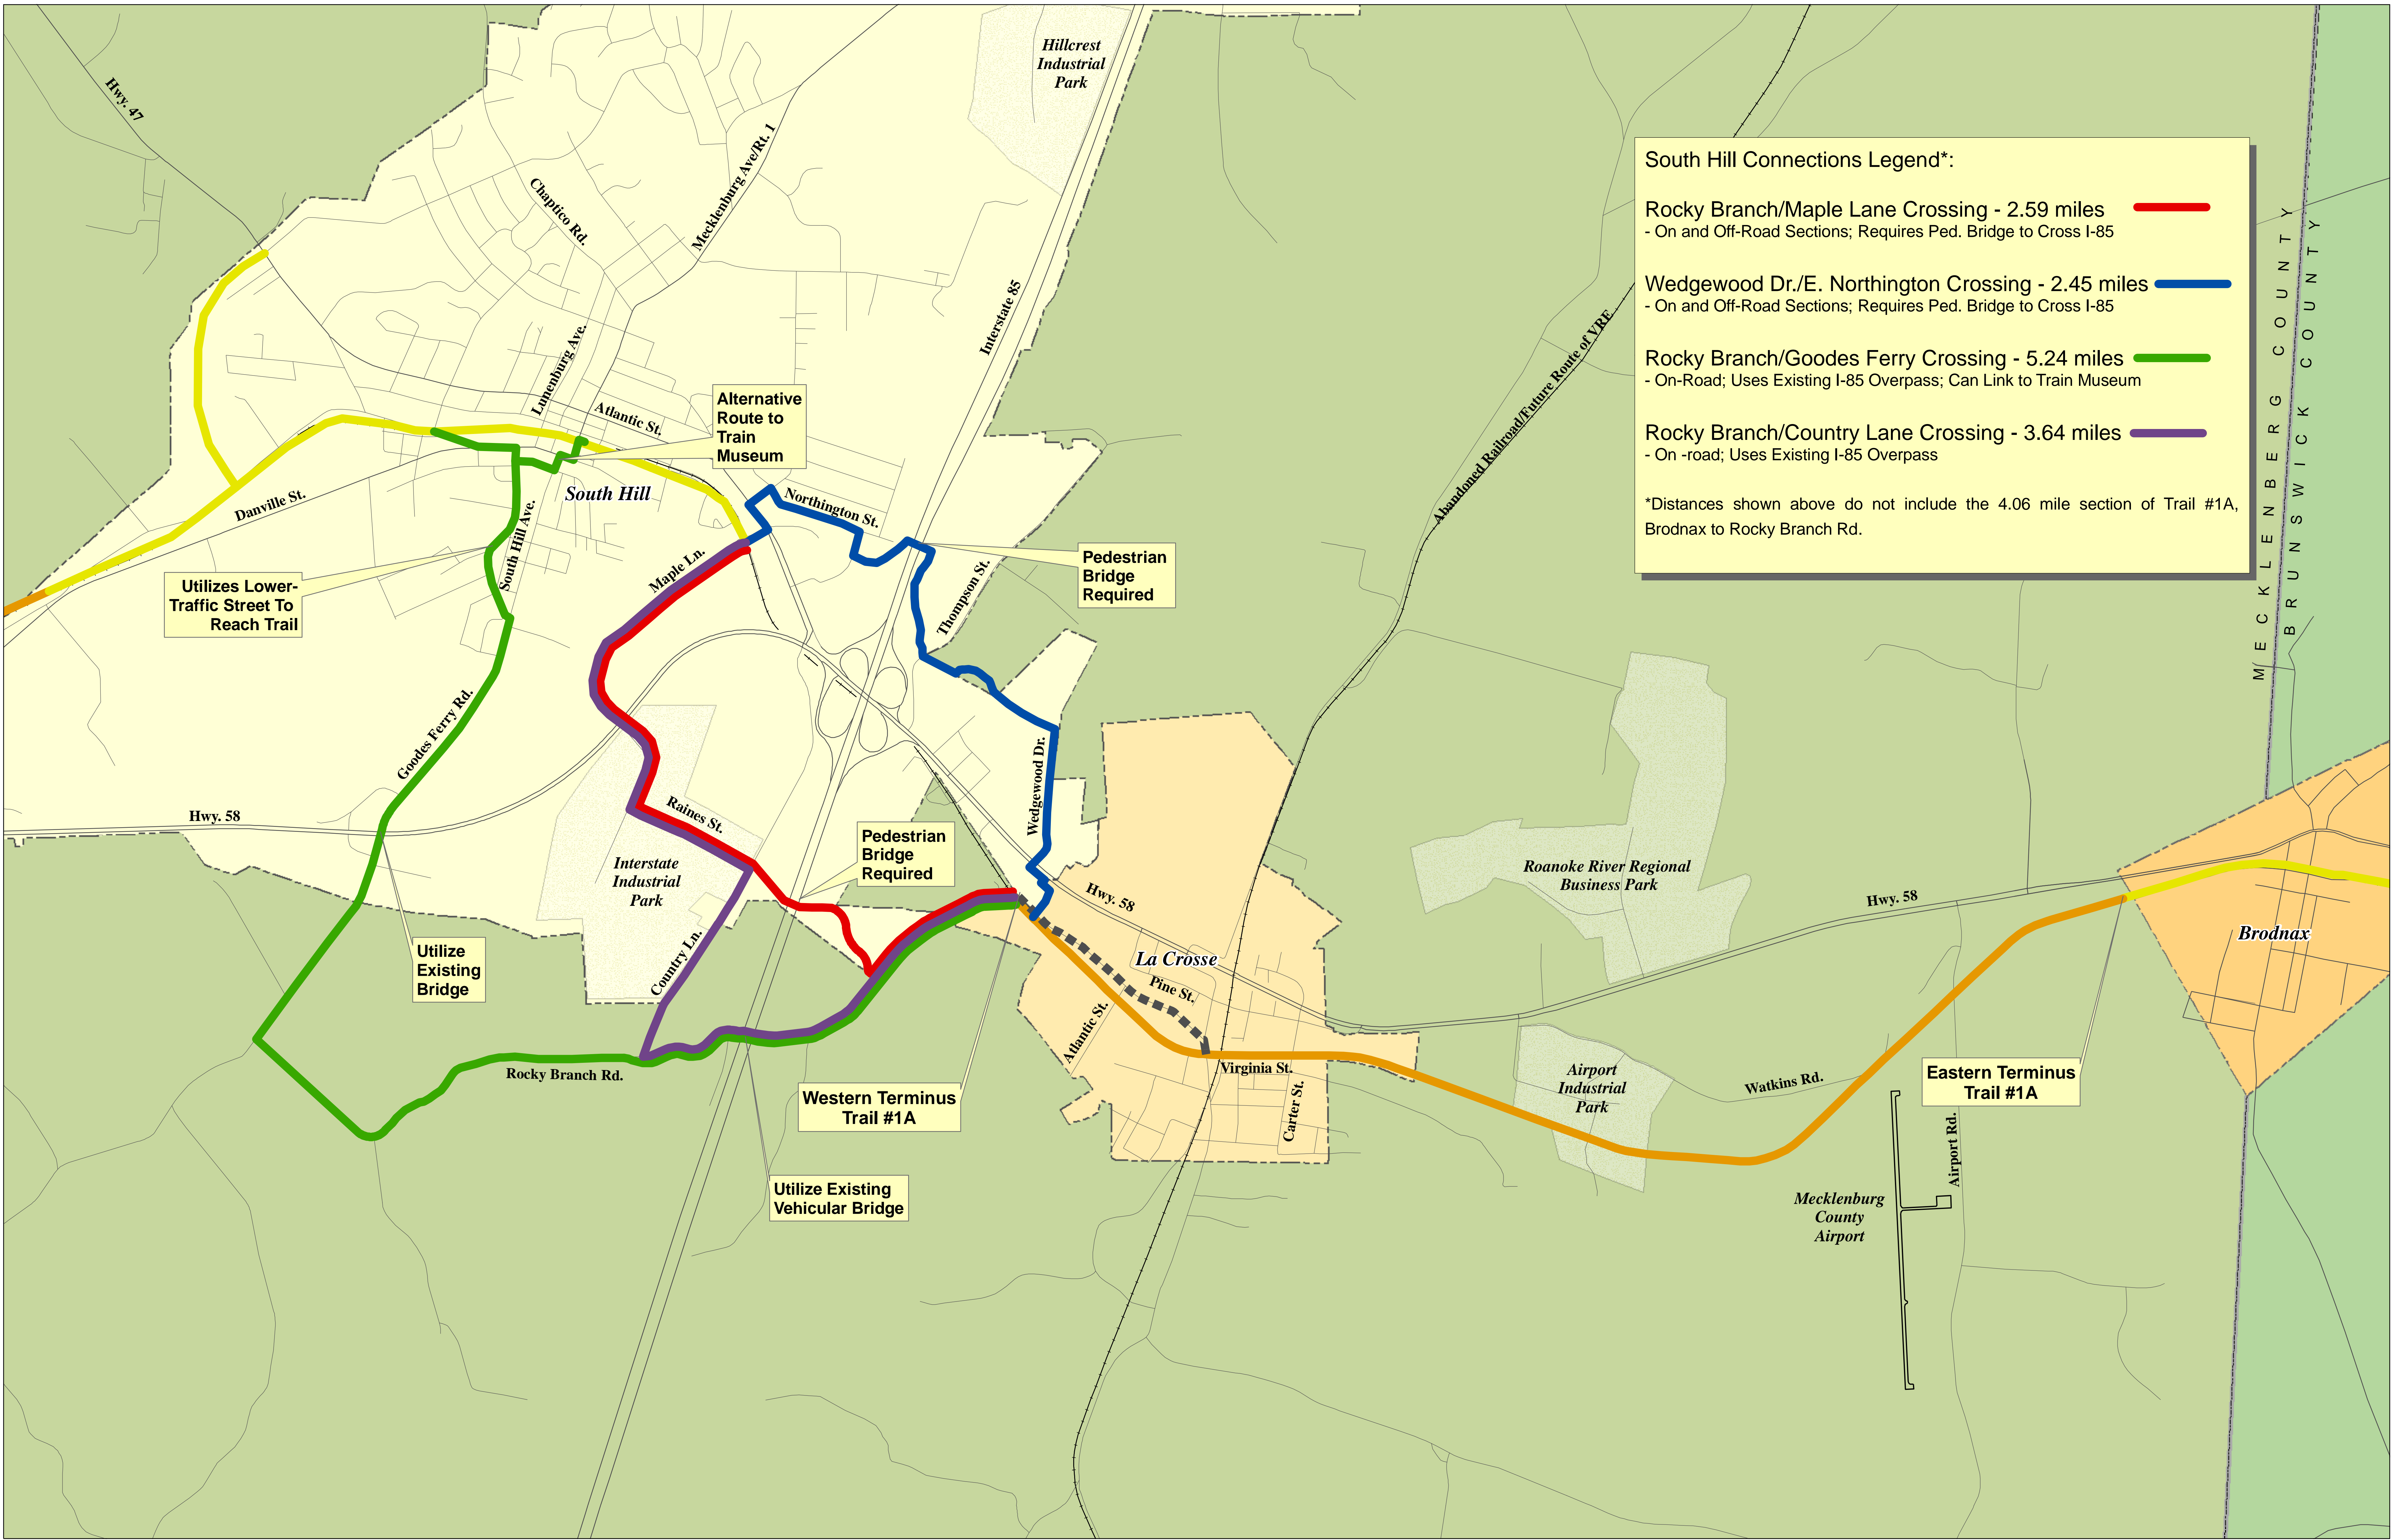 Hwy. 47
Hillcrest
Industrial
Park
Mecklenburg Ave/Rt. 1
Chaptico Rd.
Interstate 85
Lunenburg Ave.
Atlantic St.
Alternative
Route to
Train
Museum
South Hill
Danville St.
Northington St.
South Hill Ave.
Maple Ln.
Thompson St.
Pedestrian
Bridge
Required
Utilizes Lower-
Traffic Street To
Reach Trail
Goodes Ferry Rd.
Hwy. 58
Raines St.
Wedgewood Dr.
Interstate
Industrial
Park
Pedestrian
Bridge
Required
Country Ln.
Utilize
Existing
Bridge
Rocky Branch Rd.
Western Terminus
Trail #1A
Utilize Existing
Vehicular Bridge
Hwy. 58
La Crosse
Pine St.
Atlantic St.
Virginia St.
Carter St.
Abandoned Railroad/Future Route of VRE
South Hill Connections Legend*:
Rocky Branch/Maple Lane Crossing - 2.59 miles
- On and Off-Road Sections; Requires Ped. Bridge to Cross I-85
Wedgewood Dr./E. Northington Crossing - 2.45 miles
- On and Off-Road Sections; Requires Ped. Bridge to Cross I-85
Rocky Branch/Goodes Ferry Crossing - 5.24 miles
- On-Road; Uses Existing I-85 Overpass; Can Link to Train Museum
Rocky Branch/Country Lane Crossing - 3.64 miles
- On -road; Uses Existing I-85 Overpass
*Distances shown above do not include the 4.06 mile section of Trail #1A,
Brodnax to Rocky Branch Rd.
MECKLENBERG COUNTY
BRUNSWICK COUNTY
Roanoke River Regional
Business Park
Hwy. 58
Brodnax
Airport
Industrial
Park
Watkins Rd.
Eastern Terminus
Trail #1A
Airport Rd.
Mecklenburg
County
Airport